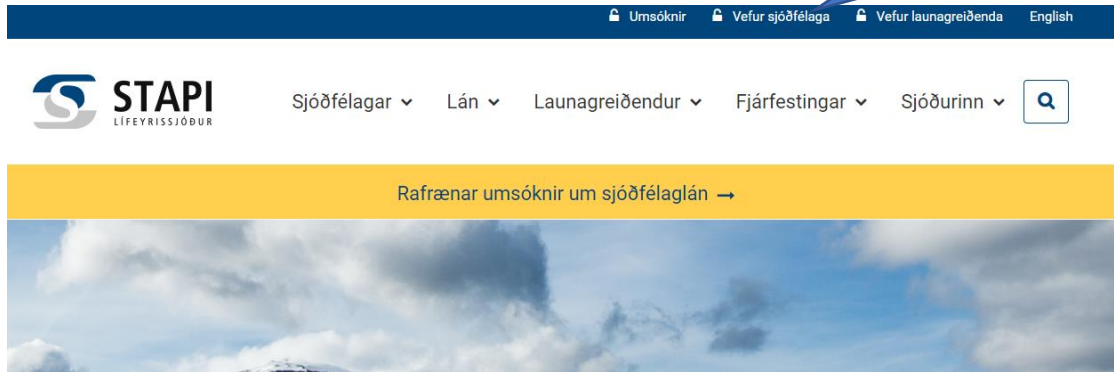 Umsóknir Vefur sjóðfélaga Vefur launagreiðenda English
STAPI
LÍFEYRISSJÓÐUR
Sjóðfélagar Lán Launagreiðendur Fjárfestingar Sjóðurinn
Rafrænar umsóknir um sjóðfélaglán →